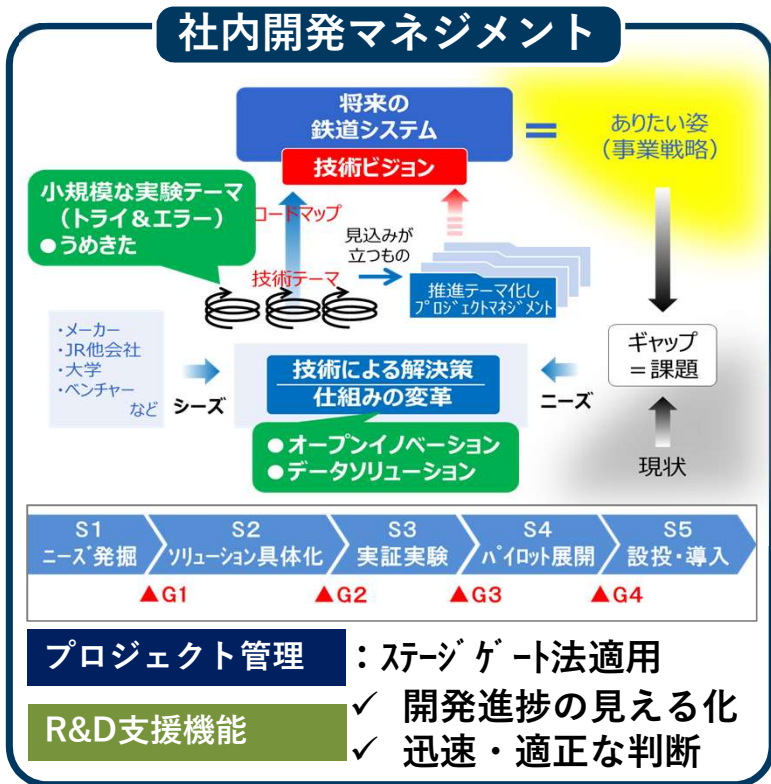 社内開発マネジメント
将来の
鉄道システム
技術ビジョン
=
ありたい姿
(事業戦略)
小規模な実験テーマ
(トライ&エラー)
●うめきた
ロードマップ
技術テーマ
見込みが
立つもの
推進テーマ化し
プロジェクトマネジメント
・メーカー
・JR他会社
・大学
・ベンチャー
など
シーズ
技術による解決策
仕組みの変革
ニーズ
ギャップ
=課題
●オープンイノベーション
●データソリューション
現状
S1
ニーズ発掘
S2
ソリューション具体化
S3
実証実験
S4
パイロット展開
S5
設投・導入
▲G1
▲G2
▲G3
▲G4
プロジェクト管理
:ステージゲート法適用
R&D支援機能
✓ 開発進捗の見える化
✓ 迅速・適正な判断